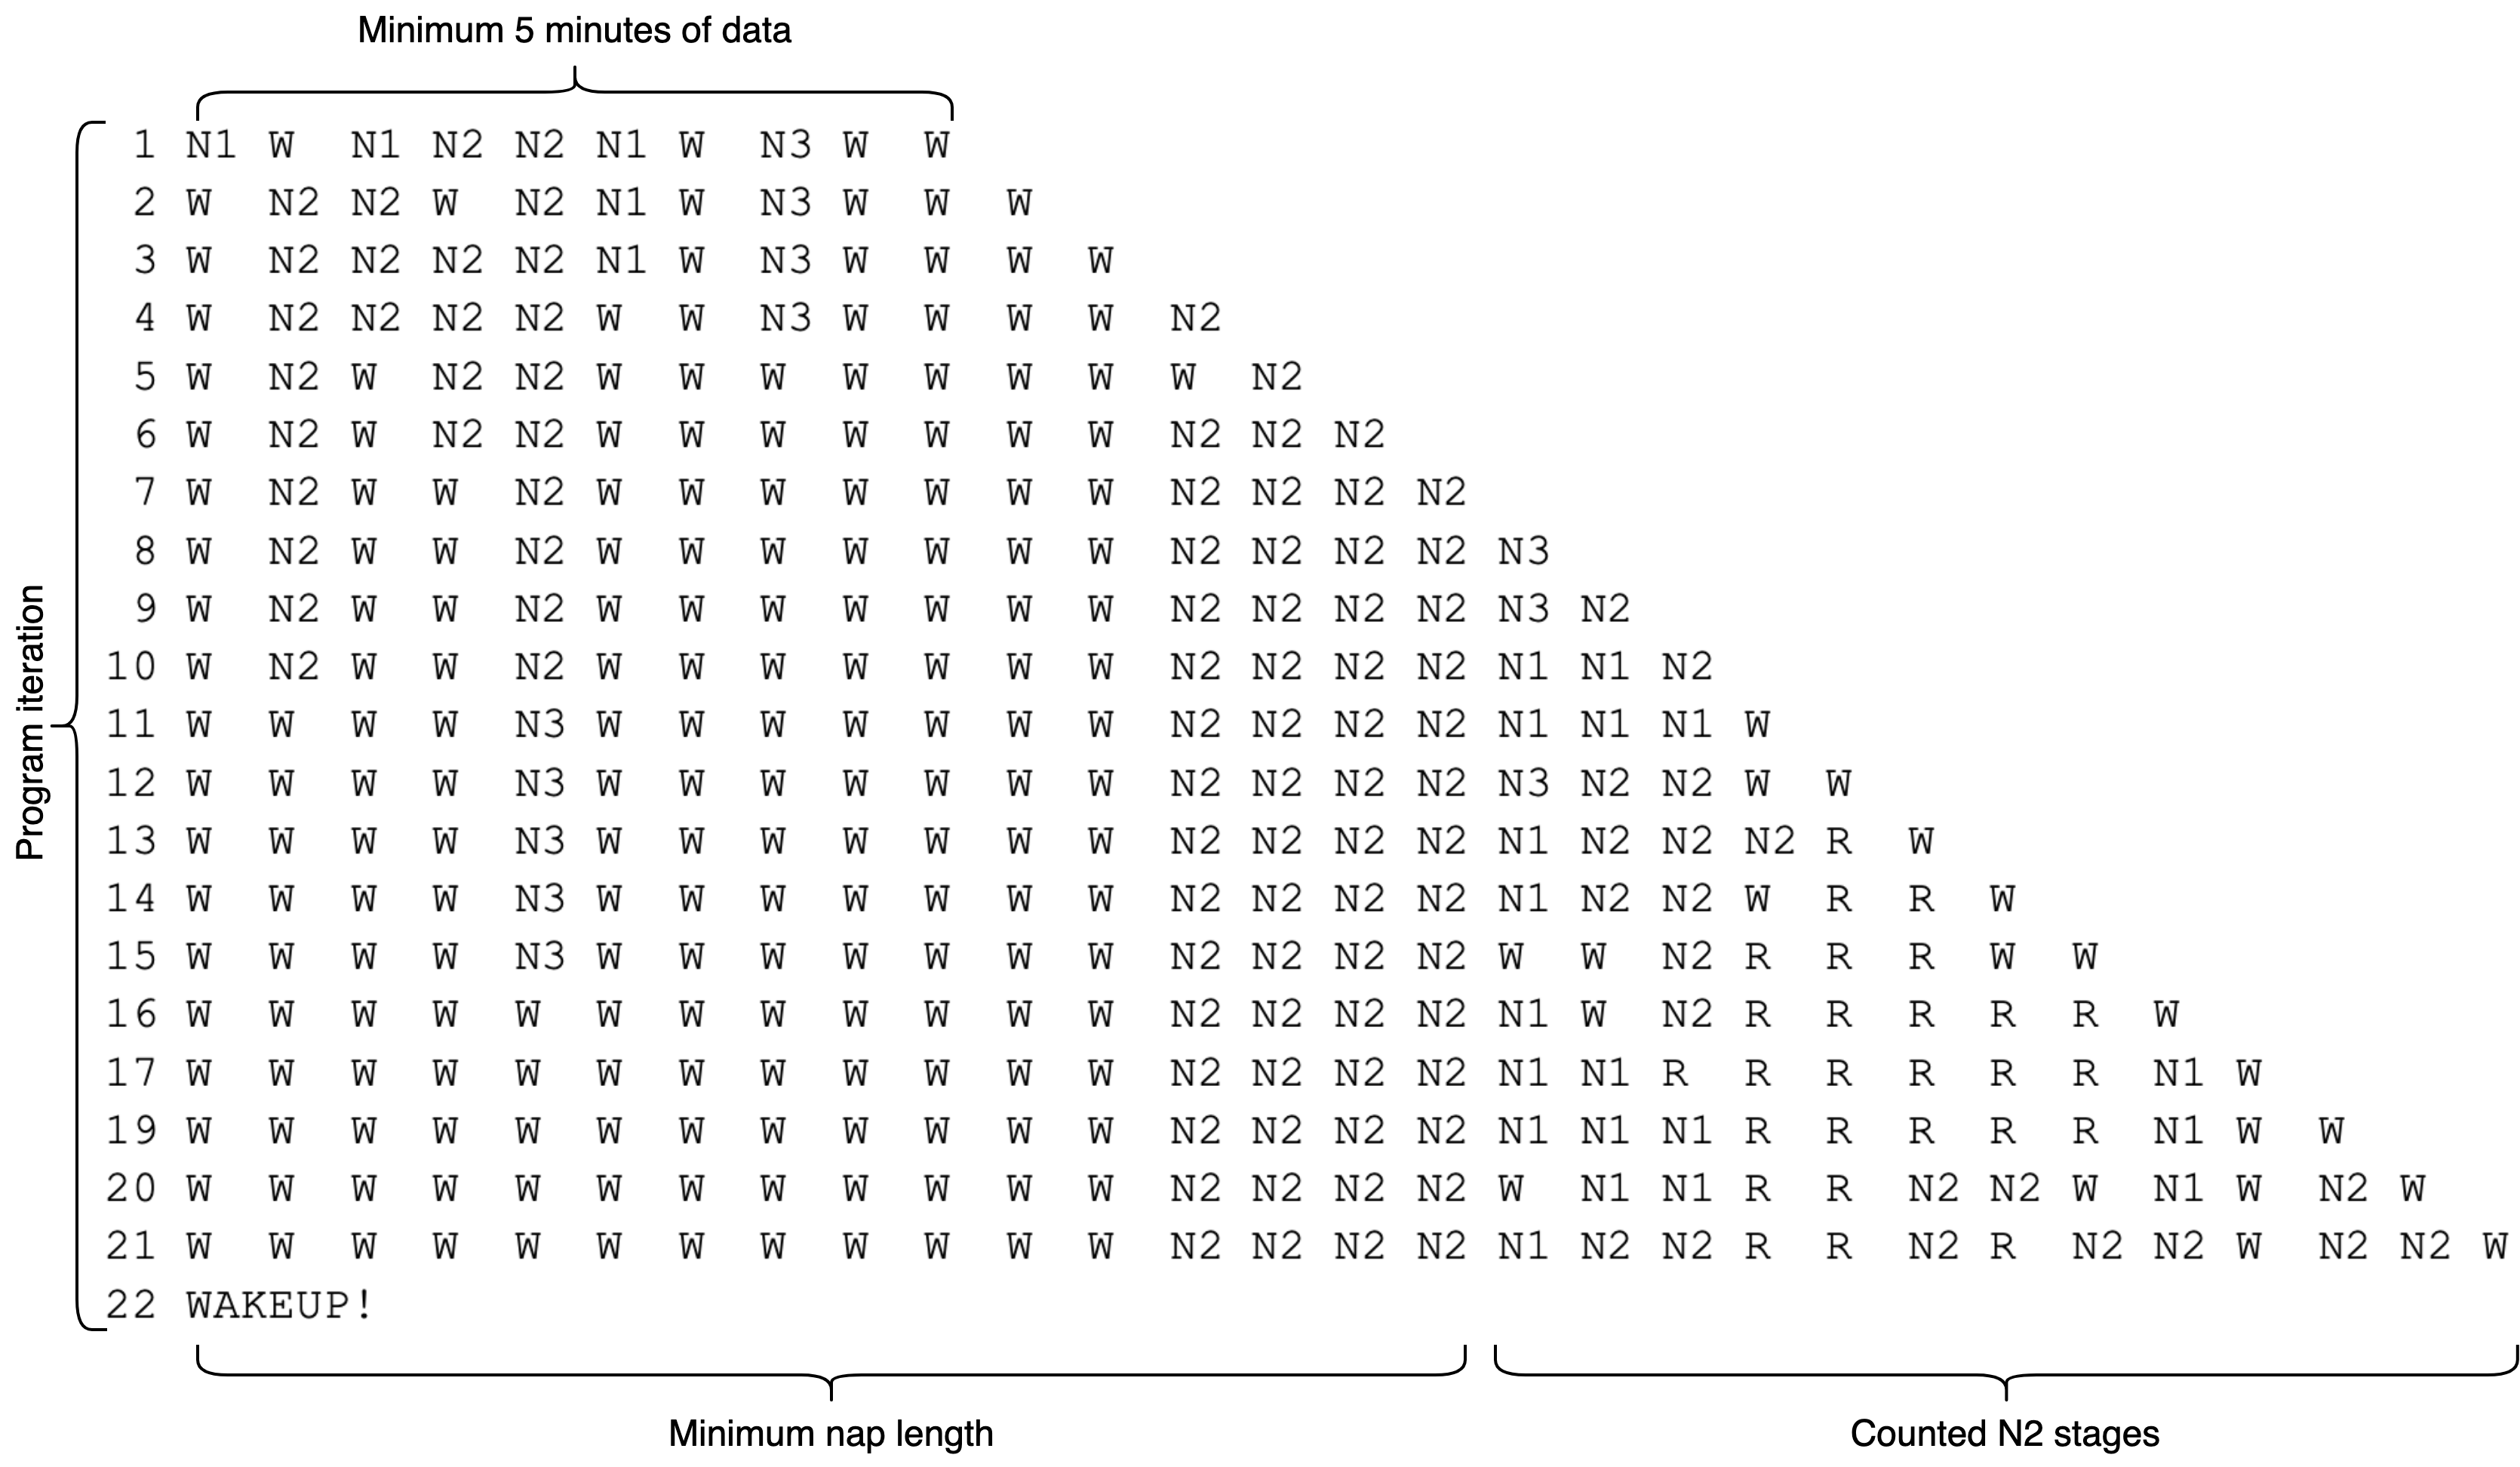 Minimum 5 minutes of data
Program iteration
1 N1 W N1 N2 N2 N1 W N3 W W
2 W N2 N2 W N2 N1 W N3 W W W
3 W N2 N2 N2 N2 N1 W N3 W W W W
4 W N2 N2 N2 N2 W W N3 W W W W N2
5 W N2 W N2 N2 W W W W W W W W N2
6 W N2 W N2 N2 W W W W W W W N2 N2 N2
7 W N2 W W N2 W W W W W W W N2 N2 N2 N2
8 W N2 W W N2 W W W W W W W N2 N2 N2 N2 N3
9 W N2 W W N2 W W W W W W W N2 N2 N2 N2 N3 N2
10 W N2 W W N2 W W W W W W W N2 N2 N2 N2 N1 N1 N2
11 W W W W N3 W W W W W W W N2 N2 N2 N2 N1 N1 N1 W
12 W W W W N3 W W W W W W W N2 N2 N2 N2 N3 N2 N2 W W
13 W W W W N3 W W W W W W W N2 N2 N2 N2 N1 N2 N2 N2 R W
14 W W W W N3 W W W W W W W N2 N2 N2 N2 N1 N2 N2 W R R W
15 W W W W N3 W W W W W W W N2 N2 N2 N2 W W N2 R R R W W
16 W W W W W W W W W W W W N2 N2 N2 N2 N1 W N2 R R R R R W
17 W W W W W W W W W W W W N2 N2 N2 N2 N1 N1 R R R R R R N1 W
19 W W W W W W W W W W W W N2 N2 N2 N2 N1 N1 N1 R R R R R N1 W W
20 W W W W W W W W W W W W N2 N2 N2 N2 W N1 N1 R R N2 N2 W N1 W N2 W
21 W W W W W W W W W W W W N2 N2 N2 N2 N1 N2 N2 R R N2 R N2 N2 W N2 N2 W
22 WAKEUP!
Minimum nap length
Counted N2 stages